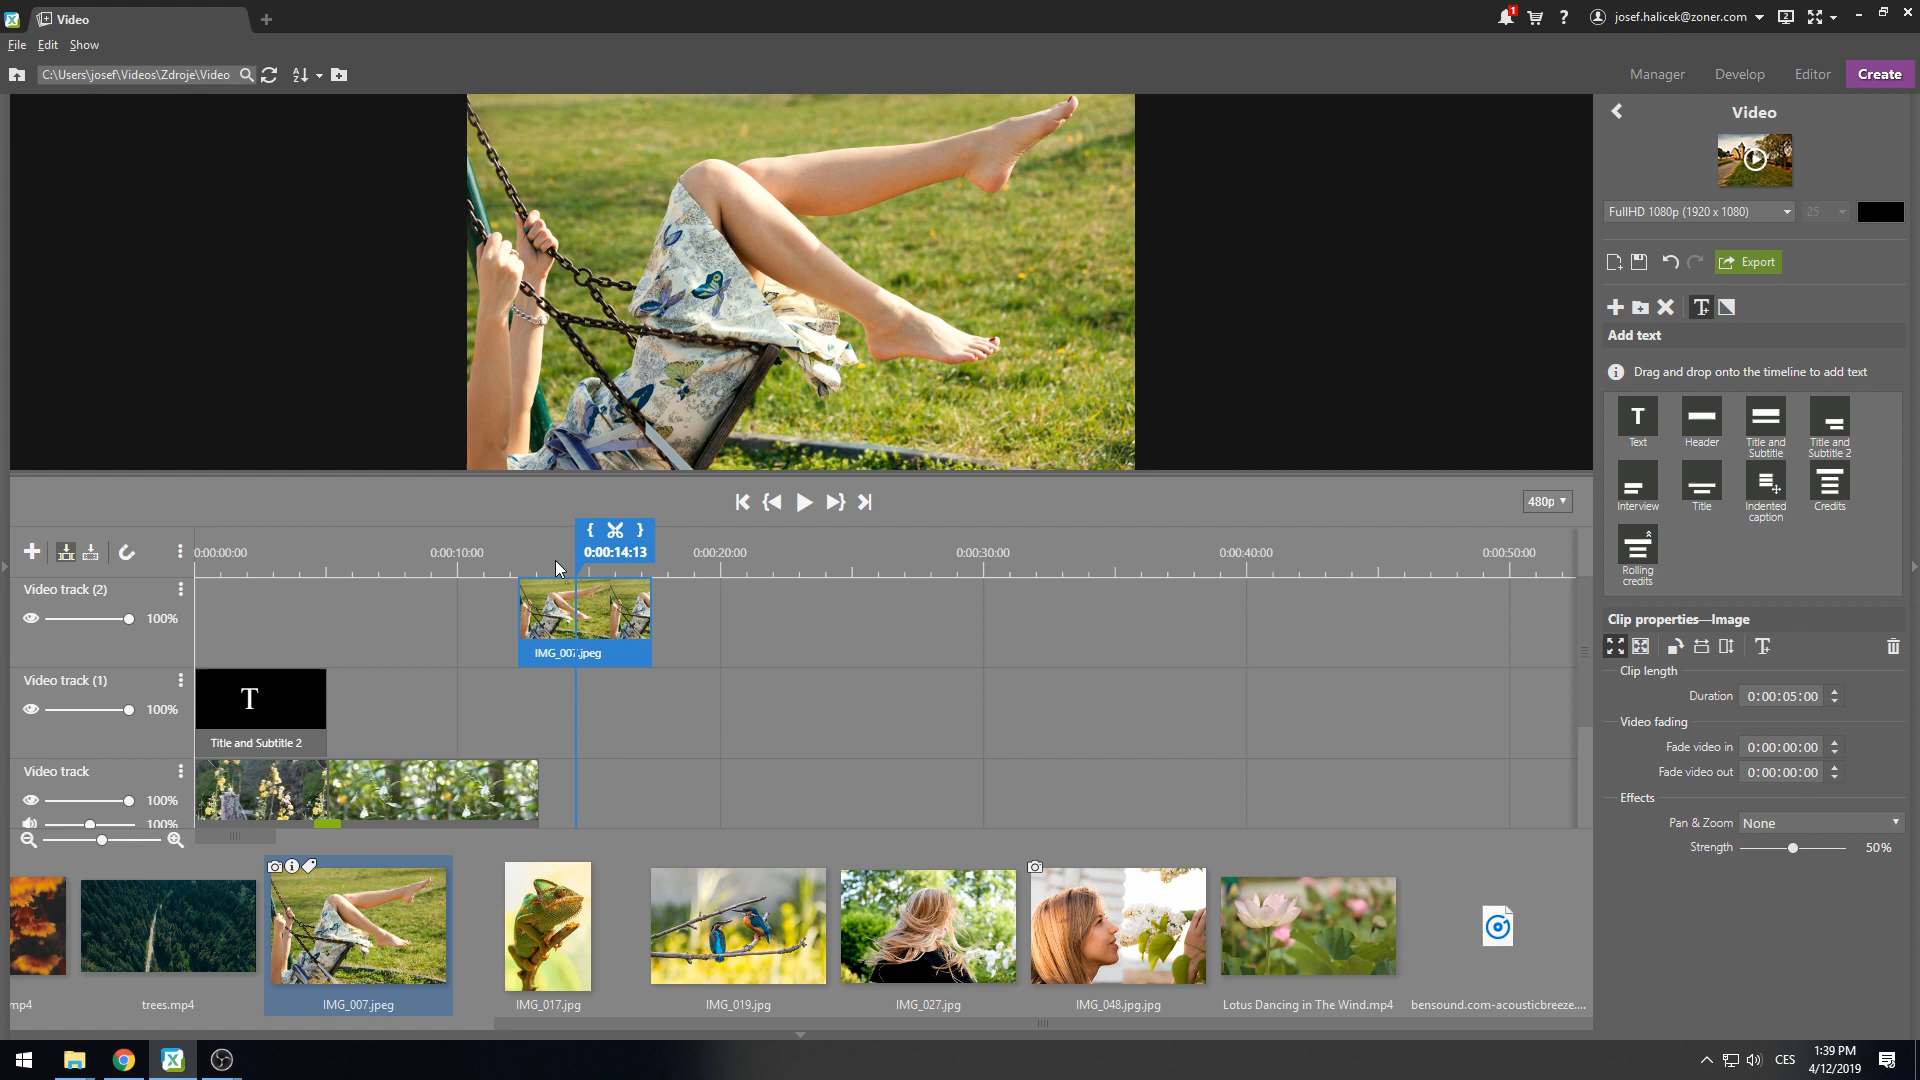 Video
josef.halicek@zoner.com
1
2
File Edit Show
C:\Users\josef\Videos\Zdroje\Video
Manager Develop Editor Create
Video
FullHD 1080p (1920 x 1080) 25
Export
Add text
Drag and drop onto the timeline to add text
T
Text Header Title and Subtitle Title and Subtitle 2
Interview Title Indented caption Credits
Rolling credits
480p
0:00:00:00 0:00:10:00 0:00:14:13 0:00:20:00 0:00:30:00 0:00:40:00 0:00:50:00
Video track (2)
100%
IMG_007.jpeg
Video track (1)
100%
T
Title and Subtitle 2
Video track
100%
100%
Clip properties—Image
Clip length
Duration 0:00:05:00
Video fading
Fade video in 0:00:00:00
Fade video out 0:00:00:00
Effects
Pan & Zoom None
Strength 50%
mp4
trees.mp4
IMG_007.jpeg
IMG_017.jpg
IMG_019.jpg
IMG_027.jpg
IMG_048.jpg.jpg
Lotus Dancing in The Wind.mp4
bensound.com-acousticbreeze....
CES
1:39 PM
4/12/2019